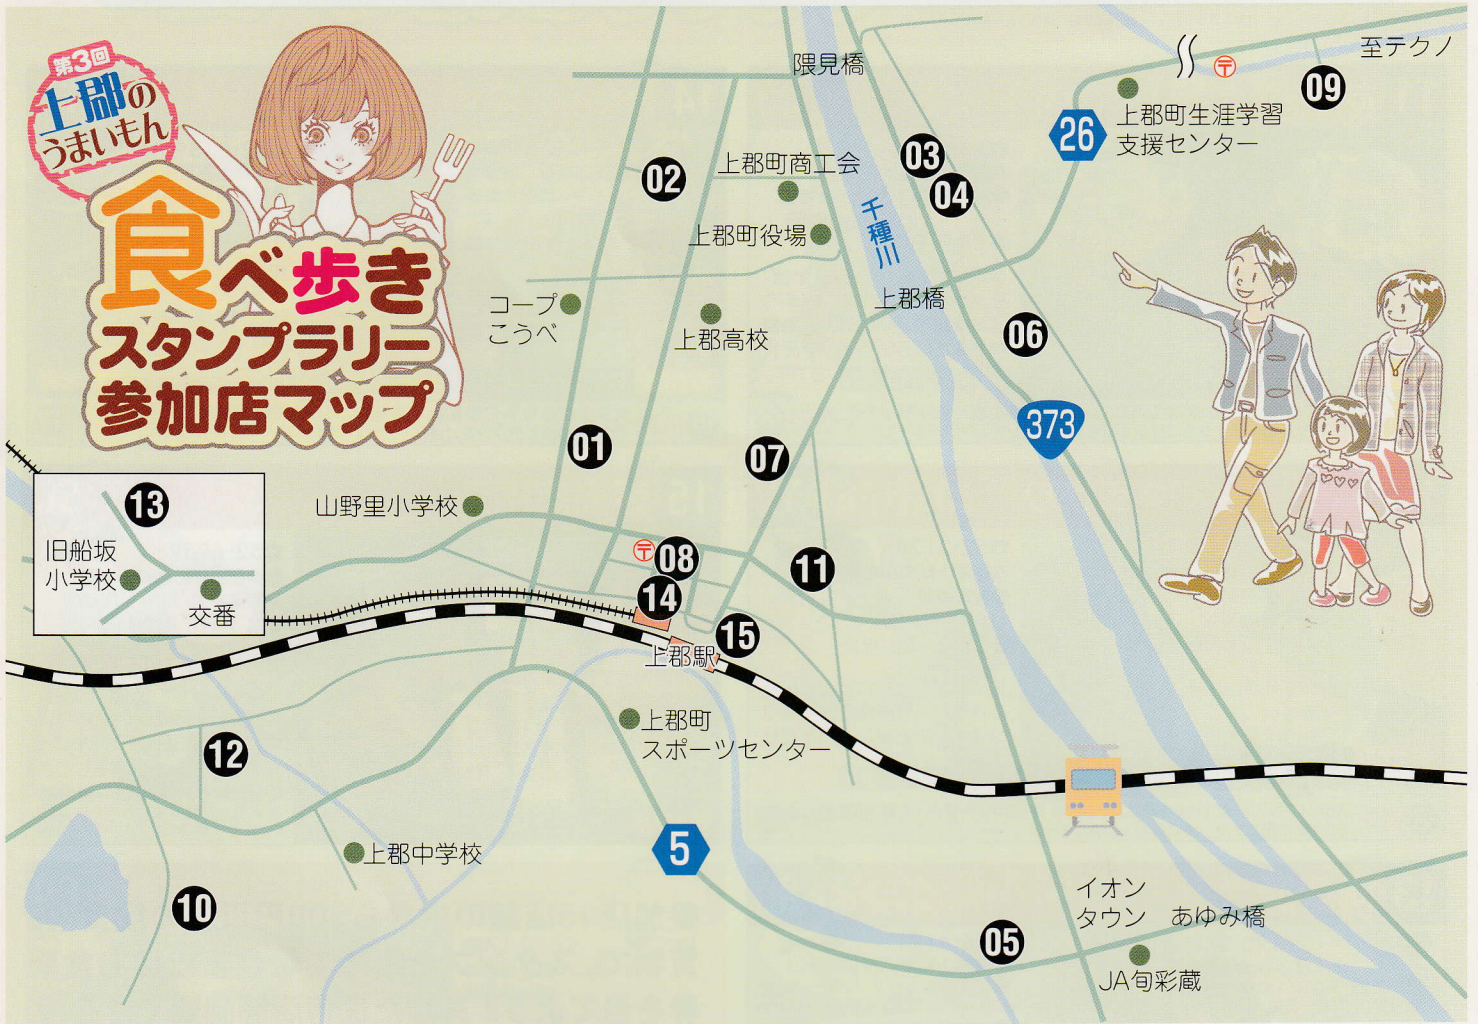 第3回
上郡の
うまいもん
食べ歩き
スタンプラリー
参加店マップ
隈見橋
至テクノ
〒
09
26
上郡町生涯学習
支援センター
02
上郡町商工会
03
04
上郡町役場
千種川
コープ
こうべ
上郡高校
上郡橋
06
373
01
07
山野里小学校
13
旧船坂
小学校
交番
〒
08
11
14
15
上郡駅
上郡町
スポーツセンター
12
5
上郡中学校
10
イオン
タウン
あゆみ橋
05
JA旬彩蔵